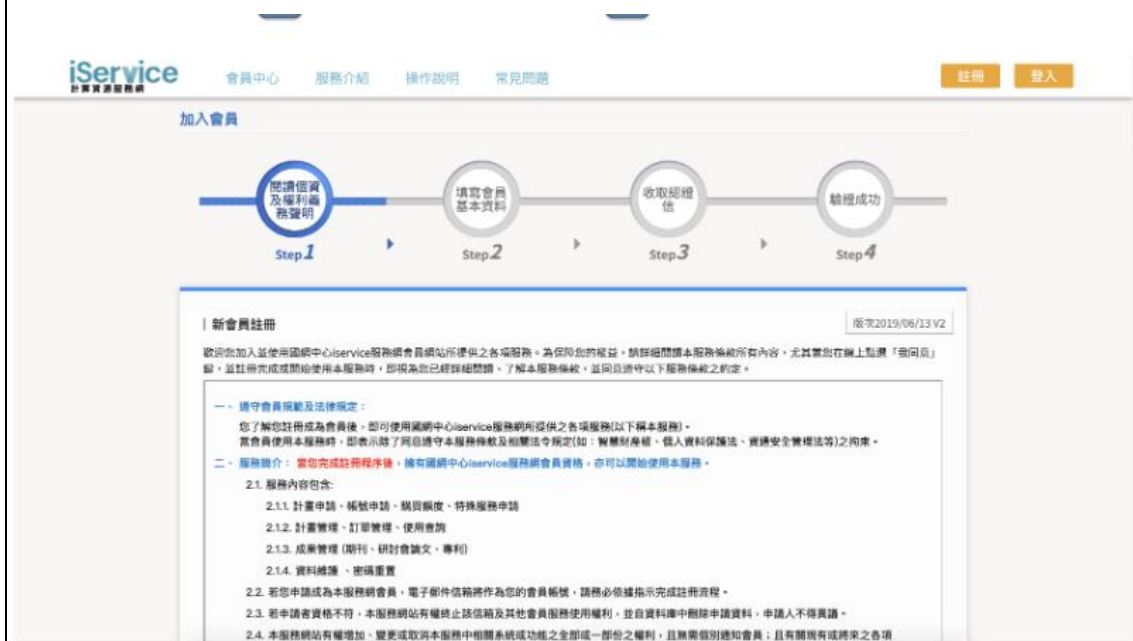 iService
計算資源服務網
會員中心 服務介紹 操作說明 常見問題
註冊 登入
加入會員
閱讀個資
及權利義
務聲明
填寫會員
基本資料
收取認證
信
驗證成功
Step 1
Step 2
Step 3
Step 4
新會員註冊
版次2019/06/13 V2
歡迎您加入並使用國網中心iservice服務網會員網站所提供之各項服務。為保障您的權益，請詳細閱讀本服務條款所有內容，尤其當您在線上點選「我同意」
鈕，並註冊完成或開始使用本服務時，即視為您已經詳細閱讀、了解本服務條款，並同意遵守以下服務條款之約定。
一、 遵守會員規範及法律規定：
您了解您註冊成為會員後，即可使用國網中心iservice服務網所提供之各項服務(以下稱本服務)。
當會員使用本服務時，即表示除了同意遵守本服務條款及相關法令規定(如：智慧財產權、個人資料保護法、資通安全管理法等)之拘束。
二、 服務簡介： 當您完成註冊程序後，擁有國網中心iservice服務網會員資格，亦可以開始使用本服務。
2.1. 服務內容包含:
2.1.1. 計畫申請、帳號申請、購買額度、特殊服務申請
2.1.2. 計畫管理、訂單管理、使用查詢
2.1.3. 成果管理 (期刊、研討會論文、專利)
2.1.4. 資料維護 、密碼重置
2.2. 若您申請成為本服務網會員，電子郵件信箱將作為您的會員帳號，請務必依據指示完成註冊流程。
2.3. 若申請者資格不符，本服務網站有權終止該信箱及其他會員服務使用權利，並自資料庫中刪除申請資料，申請人不得異議。
2.4. 本服務網站有權增加、變更或取消本服務中相關系統或功能之全部或一部份之權利，且無需個別通知會員；且有關現有或將來之各項